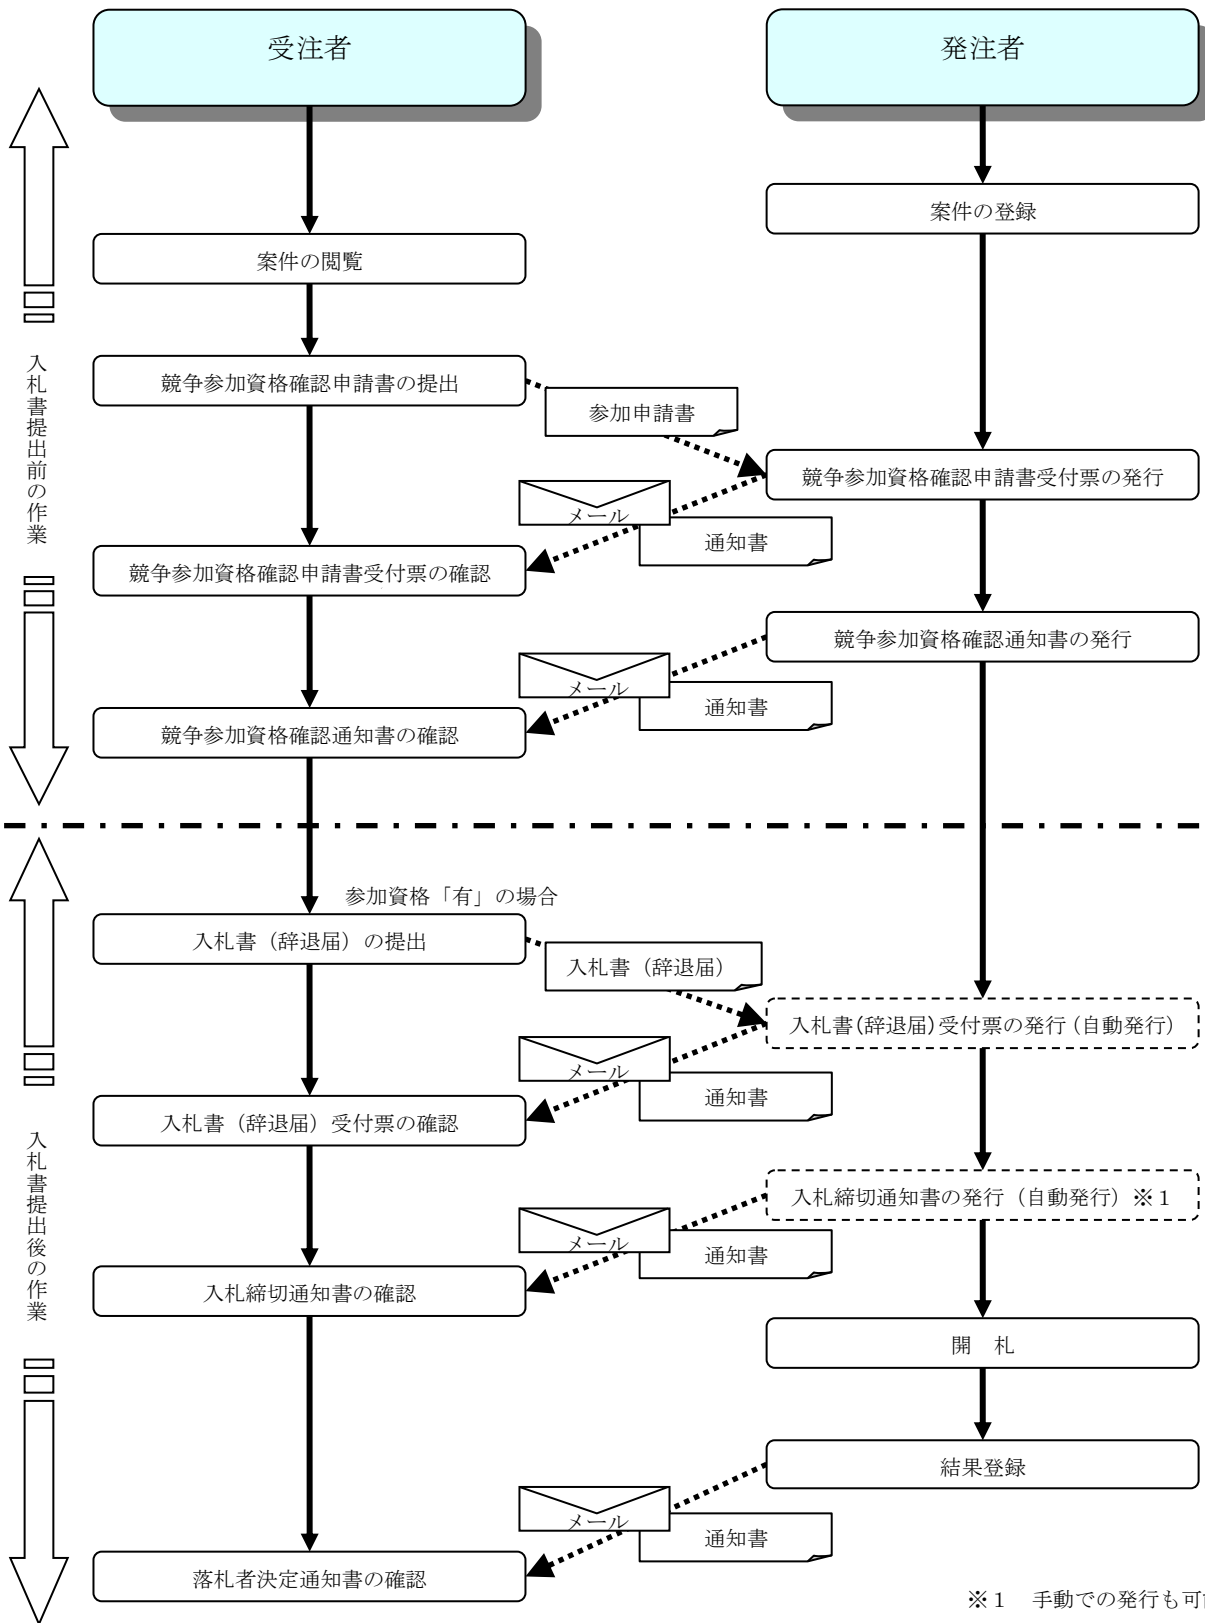 受注者
発注者
案件の登録
案件の閲覧
入札書提出前の作業
競争参加資格確認申請書の提出
参加申請書
競争参加資格確認申請書受付票の発行
メール
通知書
競争参加資格確認申請書受付票の確認
競争参加資格確認通知書の発行
メール
通知書
競争参加資格確認通知書の確認
参加資格「有」の場合
入札書（辞退届）の提出
入札書（辞退届）
入札書(辞退届)受付票の発行(自動発行)
メール
通知書
入札書（辞退届）受付票の確認
入札書提出後の作業
入札締切通知書の発行（自動発行）※１
メール
通知書
入札締切通知書の確認
開　札
結果登録
メール
通知書
落札者決定通知書の確認
※１　手動での発行も可